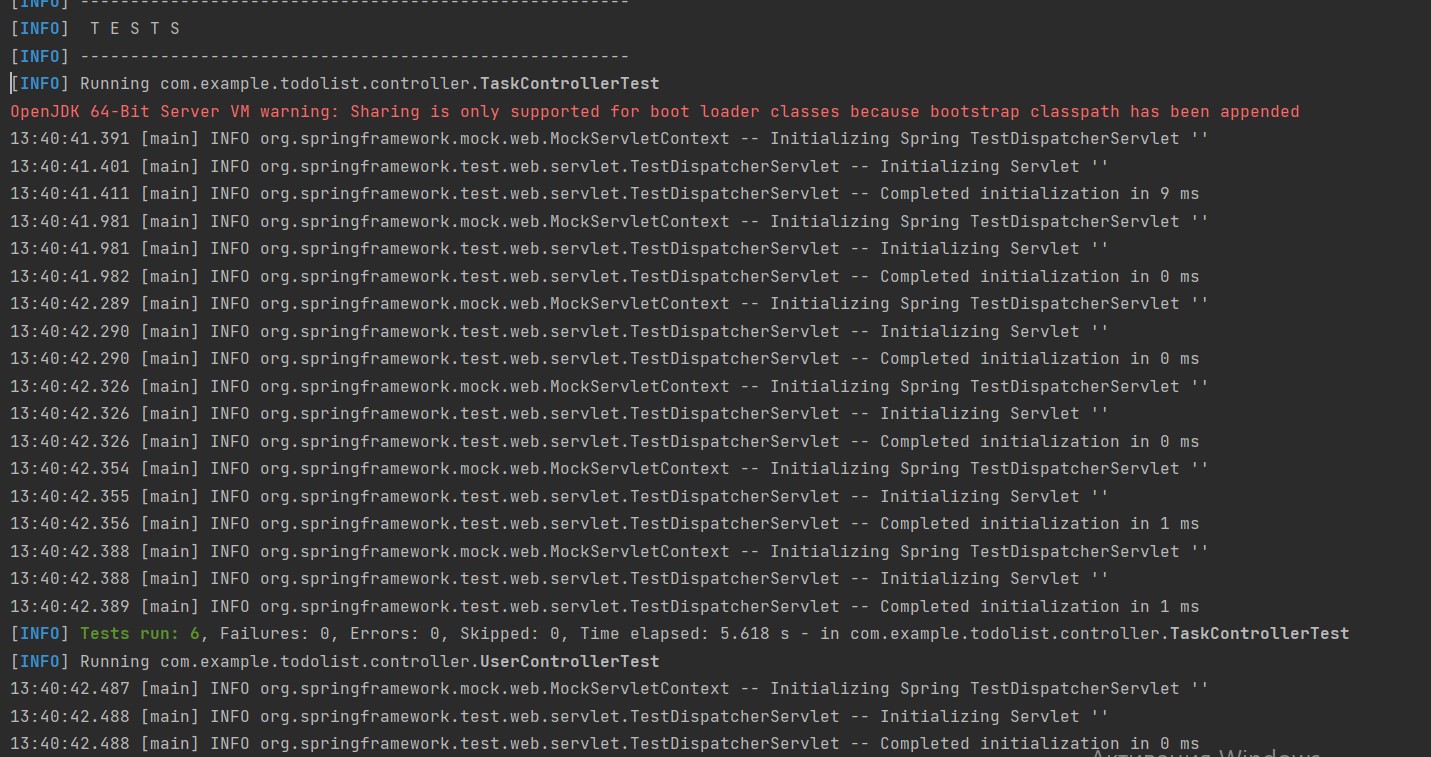 [INFO] -------------------------------------------------------
[INFO]  T E S T S
[INFO] -------------------------------------------------------
[INFO] Running com.example.todolist.controller.TaskControllerTest
OpenJDK 64-Bit Server VM warning: Sharing is only supported for boot loader classes because bootstrap classpath has been appended
13:40:41.391 [main] INFO org.springframework.mock.web.MockServletContext -- Initializing Spring TestDispatcherServlet ''
13:40:41.401 [main] INFO org.springframework.test.web.servlet.TestDispatcherServlet -- Initializing Servlet ''
13:40:41.411 [main] INFO org.springframework.test.web.servlet.TestDispatcherServlet -- Completed initialization in 9 ms
13:40:41.981 [main] INFO org.springframework.mock.web.MockServletContext -- Initializing Spring TestDispatcherServlet ''
13:40:41.981 [main] INFO org.springframework.test.web.servlet.TestDispatcherServlet -- Initializing Servlet ''
13:40:41.982 [main] INFO org.springframework.test.web.servlet.TestDispatcherServlet -- Completed initialization in 0 ms
13:40:42.289 [main] INFO org.springframework.mock.web.MockServletContext -- Initializing Spring TestDispatcherServlet ''
13:40:42.290 [main] INFO org.springframework.test.web.servlet.TestDispatcherServlet -- Initializing Servlet ''
13:40:42.290 [main] INFO org.springframework.test.web.servlet.TestDispatcherServlet -- Completed initialization in 0 ms
13:40:42.326 [main] INFO org.springframework.mock.web.MockServletContext -- Initializing Spring TestDispatcherServlet ''
13:40:42.326 [main] INFO org.springframework.test.web.servlet.TestDispatcherServlet -- Initializing Servlet ''
13:40:42.326 [main] INFO org.springframework.test.web.servlet.TestDispatcherServlet -- Completed initialization in 0 ms
13:40:42.354 [main] INFO org.springframework.mock.web.MockServletContext -- Initializing Spring TestDispatcherServlet ''
13:40:42.355 [main] INFO org.springframework.test.web.servlet.TestDispatcherServlet -- Initializing Servlet ''
13:40:42.356 [main] INFO org.springframework.test.web.servlet.TestDispatcherServlet -- Completed initialization in 1 ms
13:40:42.388 [main] INFO org.springframework.mock.web.MockServletContext -- Initializing Spring TestDispatcherServlet ''
13:40:42.388 [main] INFO org.springframework.test.web.servlet.TestDispatcherServlet -- Initializing Servlet ''
13:40:42.389 [main] INFO org.springframework.test.web.servlet.TestDispatcherServlet -- Completed initialization in 1 ms
[INFO] Tests run: 6, Failures: 0, Errors: 0, Skipped: 0, Time elapsed: 5.618 s - in com.example.todolist.controller.TaskControllerTest
[INFO] Running com.example.todolist.controller.UserControllerTest
13:40:42.487 [main] INFO org.springframework.mock.web.MockServletContext -- Initializing Spring TestDispatcherServlet ''
13:40:42.488 [main] INFO org.springframework.test.web.servlet.TestDispatcherServlet -- Initializing Servlet ''
13:40:42.488 [main] INFO org.springframework.test.web.servlet.TestDispatcherServlet -- Completed initialization in 0 ms
Активация Windows